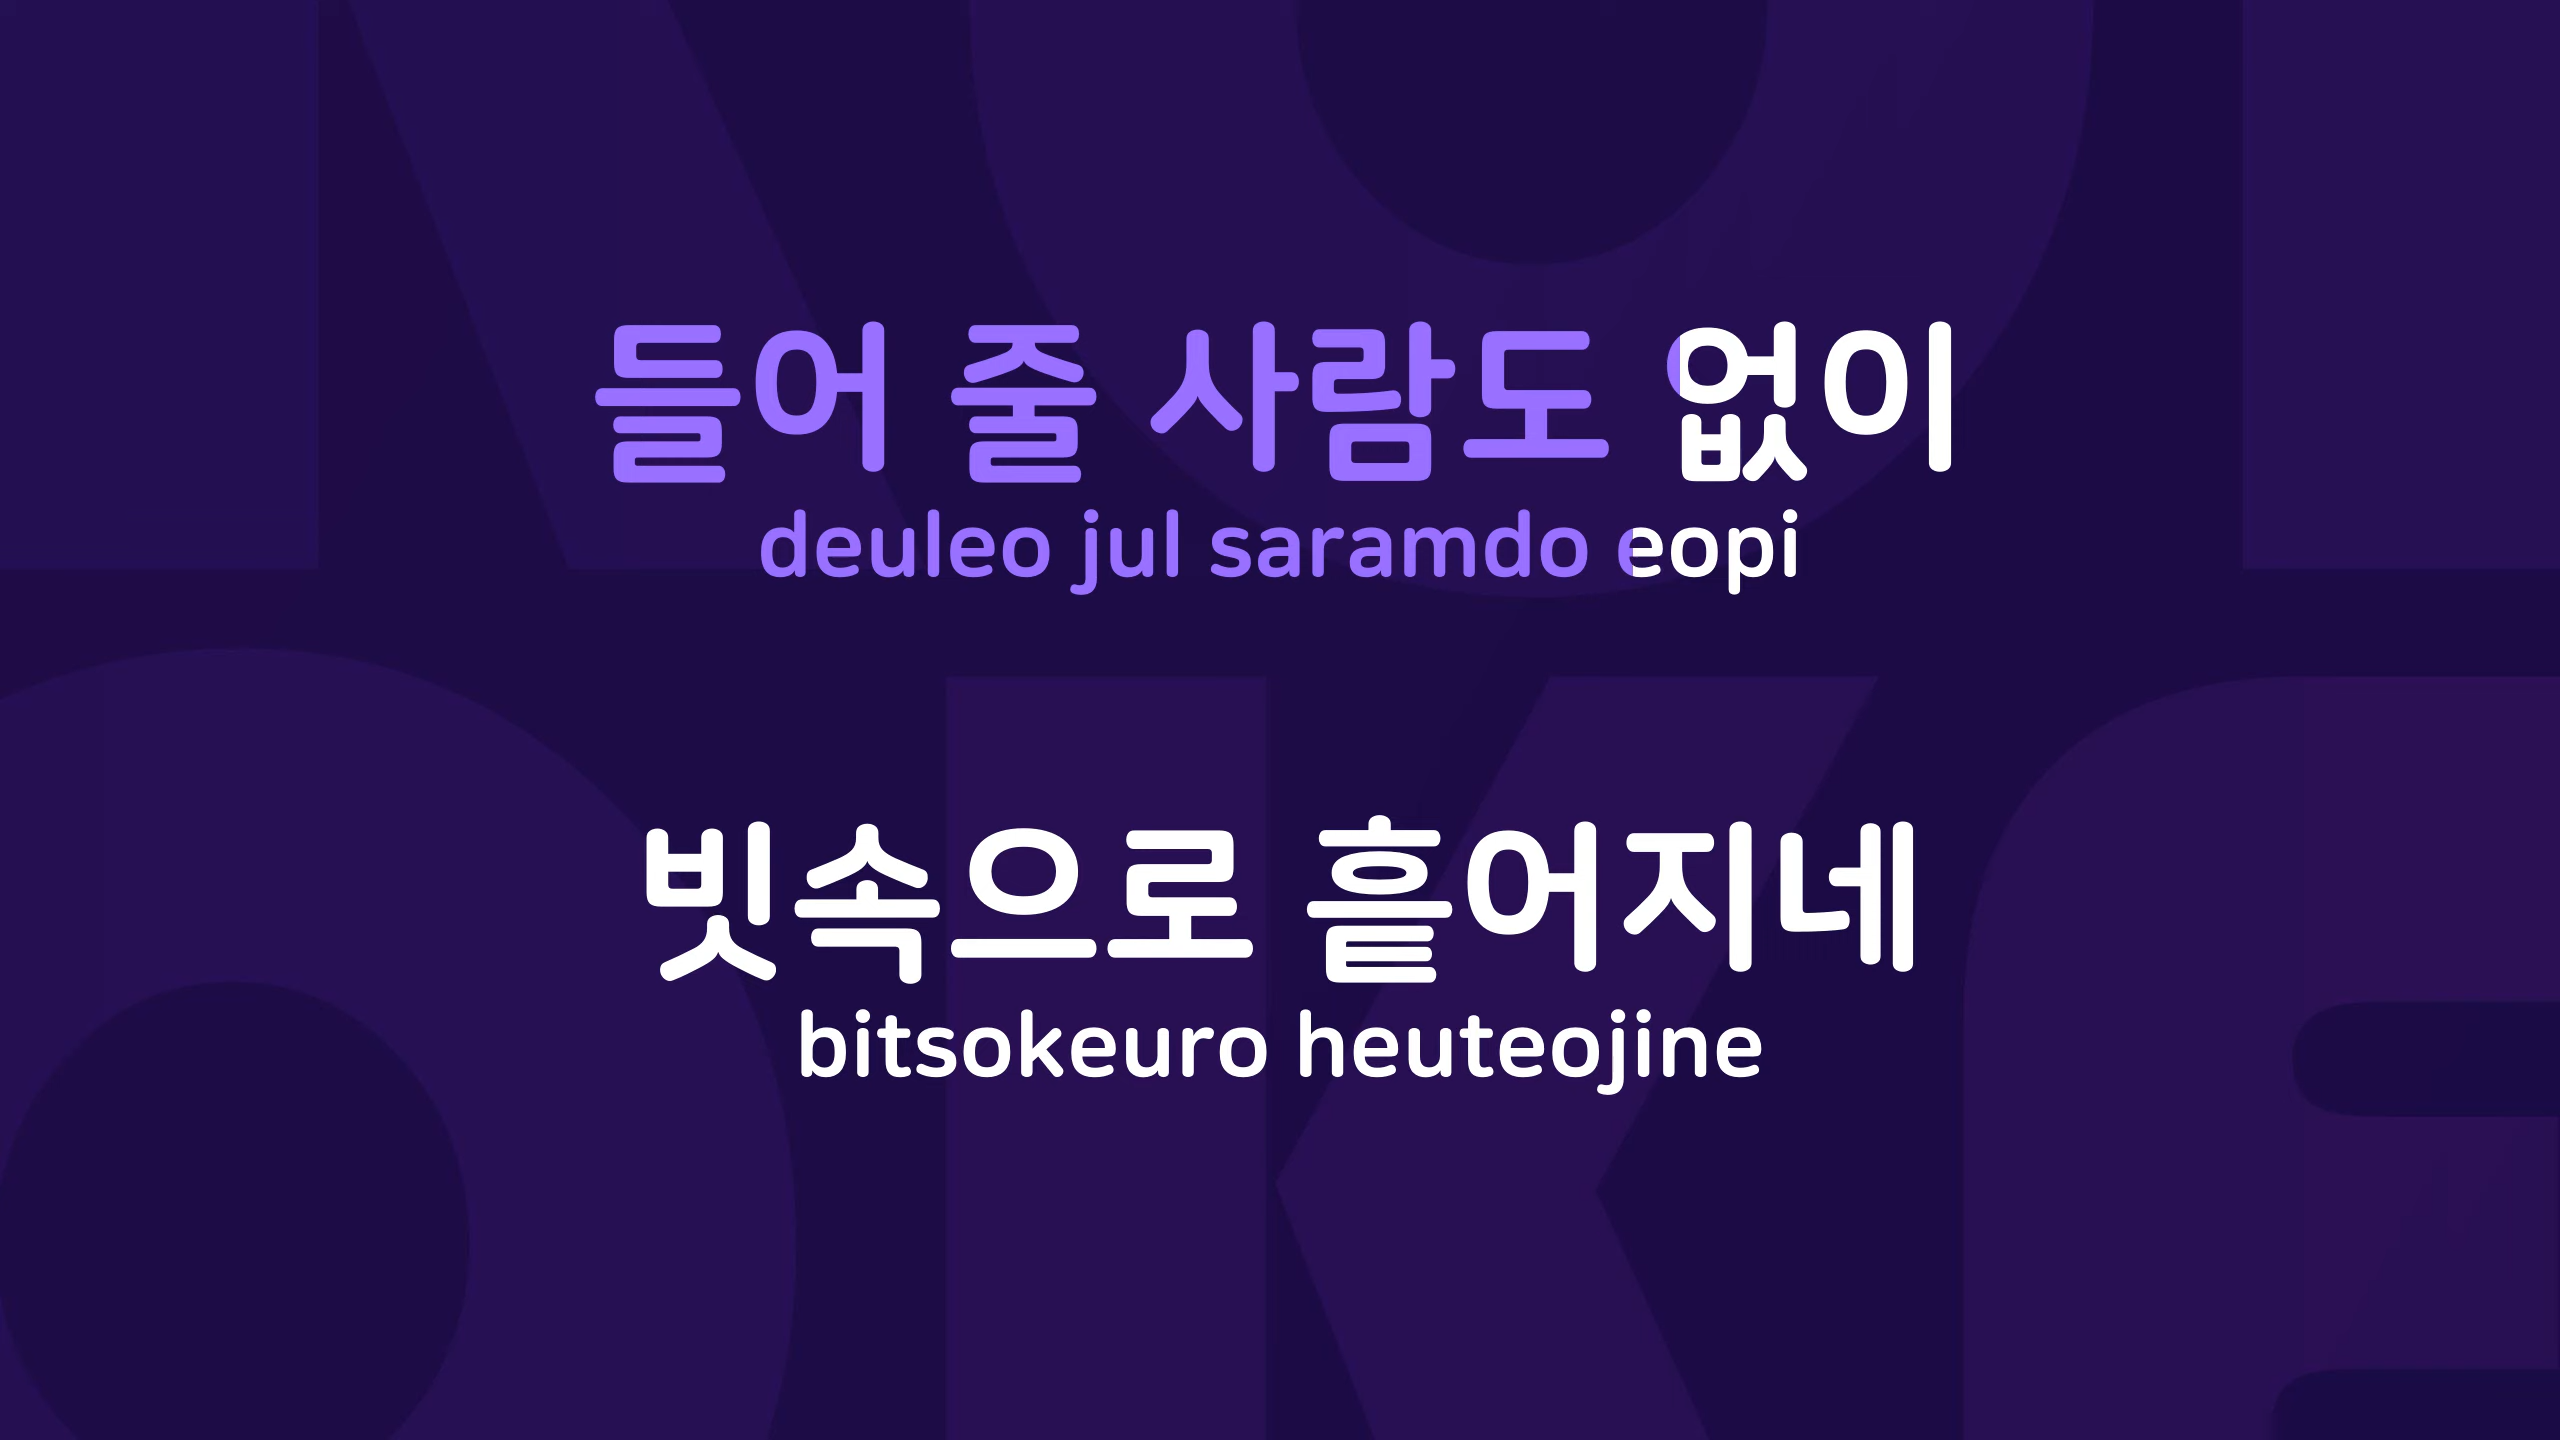 들어 줄 사람도 없이
deuleo jul saramdo eopi
빗속으로 흩어지네
bitsokeuro heuteojine